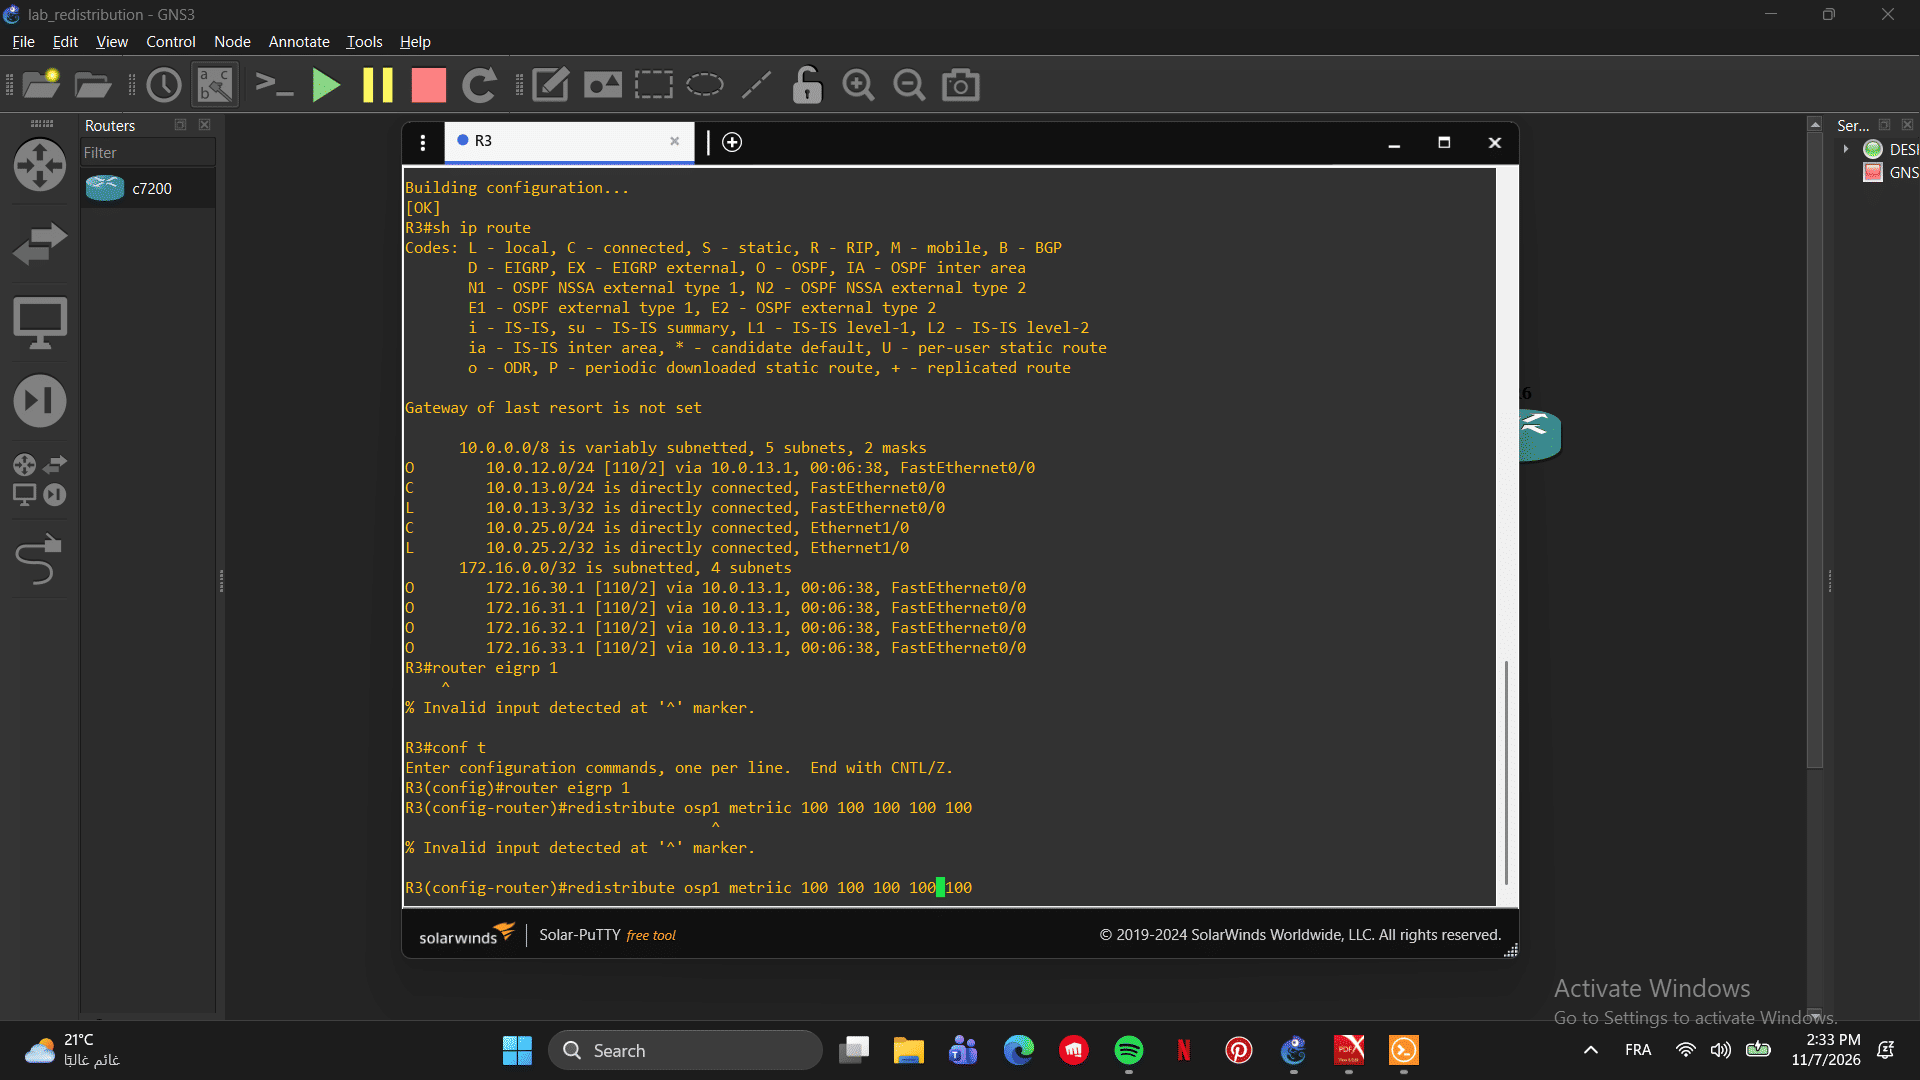 lab_redistribution - GNS3
File Edit View Control Node Annotate Tools Help
Routers
Filter
c7200
R3
Building configuration...
[OK]
R3#sh ip route
Codes: L - local, C - connected, S - static, R - RIP, M - mobile, B - BGP
D - EIGRP, EX - EIGRP external, O - OSPF, IA - OSPF inter area
N1 - OSPF NSSA external type 1, N2 - OSPF NSSA external type 2
E1 - OSPF external type 1, E2 - OSPF external type 2
i - IS-IS, su - IS-IS summary, L1 - IS-IS level-1, L2 - IS-IS level-2
ia - IS-IS inter area, * - candidate default, U - per-user static route
o - ODR, P - periodic downloaded static route, + - replicated route
Gateway of last resort is not set
10.0.0.0/8 is variably subnetted, 5 subnets, 2 masks
O 10.0.12.0/24 [110/2] via 10.0.13.1, 00:06:38, FastEthernet0/0
C 10.0.13.0/24 is directly connected, FastEthernet0/0
L 10.0.13.3/32 is directly connected, FastEthernet0/0
C 10.0.25.0/24 is directly connected, Ethernet1/0
L 10.0.25.2/32 is directly connected, Ethernet1/0
172.16.0.0/32 is subnetted, 4 subnets
O 172.16.30.1 [110/2] via 10.0.13.1, 00:06:38, FastEthernet0/0
O 172.16.31.1 [110/2] via 10.0.13.1, 00:06:38, FastEthernet0/0
O 172.16.32.1 [110/2] via 10.0.13.1, 00:06:38, FastEthernet0/0
O 172.16.33.1 [110/2] via 10.0.13.1, 00:06:38, FastEthernet0/0
R3#router eigrp 1
^
% Invalid input detected at '^' marker.
R3#conf t
Enter configuration commands, one per line. End with CNTL/Z.
R3(config)#router eigrp 1
R3(config-router)#redistribute osp1 metriic 100 100 100 100 100
^
% Invalid input detected at '^' marker.
R3(config-router)#redistribute osp1 metriic 100 100 100 100 100
solarwinds
Solar-PuTTY free tool
© 2019-2024 SolarWinds Worldwide, LLC. All rights reserved.
Ser...
DESI
GNS
6
Activate Windows
Go to Settings to activate Windows.
21°C
غائم غالبًا
Search
FRA
2:33 PM
11/7/2026